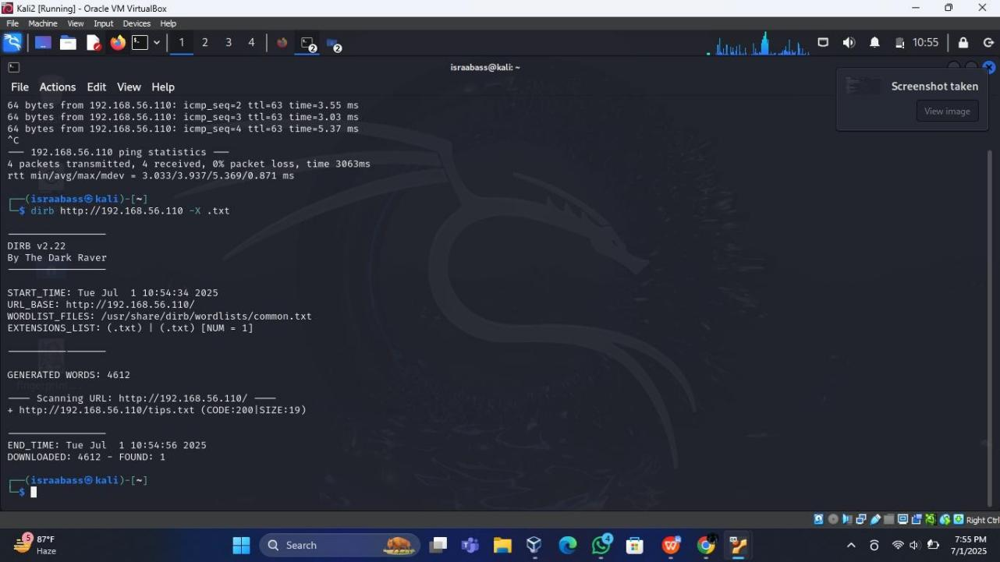 Kali2 [Running] - Oracle VM VirtualBox
File Machine View Input Devices Help
1 2 3 4 2 2 10:55
israabass@kali: ~
File Actions Edit View Help
Screenshot taken
View image
64 bytes from 192.168.56.110: icmp_seq=2 ttl=63 time=3.55 ms
64 bytes from 192.168.56.110: icmp_seq=3 ttl=63 time=3.03 ms
64 bytes from 192.168.56.110: icmp_seq=4 ttl=63 time=5.37 ms
^C
--- 192.168.56.110 ping statistics ---
4 packets transmitted, 4 received, 0% packet loss, time 3063ms
rtt min/avg/max/mdev = 3.033/3.937/5.369/0.871 ms
┌──(israabass㉿kali)-[~]
└─$ dirb http://192.168.56.110 -X .txt
-----------------
DIRB v2.22
By The Dark Raver
-----------------
START_TIME: Tue Jul  1 10:54:34 2025
URL_BASE: http://192.168.56.110/
WORDLIST_FILES: /usr/share/dirb/wordlists/common.txt
EXTENSIONS_LIST: (.txt) | (.txt) [NUM = 1]
-----------------
GENERATED WORDS: 4612
---- Scanning URL: http://192.168.56.110/ ----
+ http://192.168.56.110/tips.txt (CODE:200|SIZE:19)
-----------------
END_TIME: Tue Jul  1 10:54:56 2025
DOWNLOADED: 4612 - FOUND: 1
┌──(israabass㉿kali)-[~]
└─$
Right Ctrl
5 87°F
Haze
Search
4
7:55 PM
7/1/2025